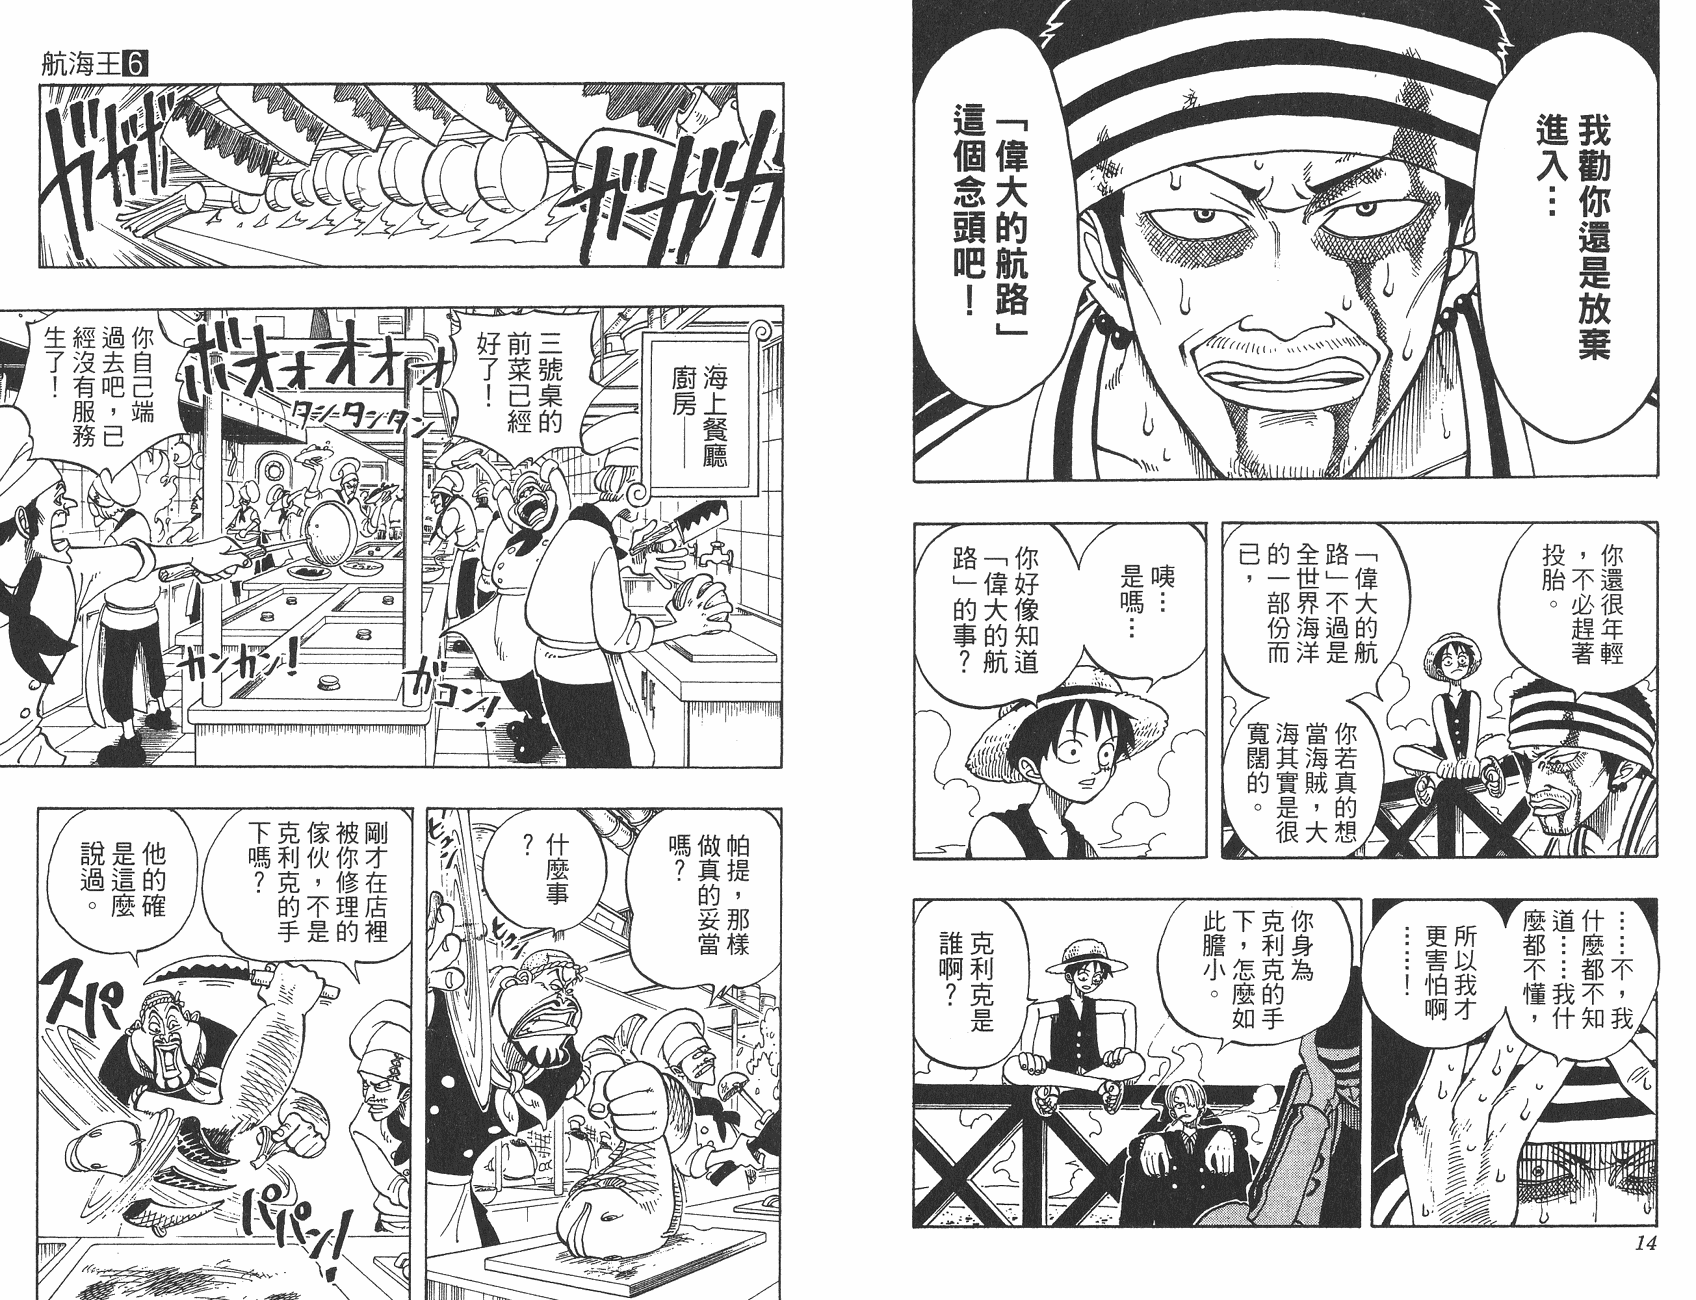 我勸你還是放棄
進入⋯
「偉大的航路」
這個念頭吧！
你還很年輕
，不必趕著
投胎。
「偉大的航
路」不過是
全世界海洋
的一部份而
已，
你若真的想
當海賊，大
海其實是很
寬闊的。
咦⋯
是嗎⋯
你好像知道
「偉大的航
路」的事？
⋯⋯不，我
什麼都不知
道⋯⋯我什
麼都不懂，
所以我才
更害怕啊
⋯⋯！
你身為
克利克的手
下，怎麼如
此膽小。
克利克是
誰啊？
14
航海王6
ガガガ
ガガガ
海上餐廳
廚房——
三號桌的
前菜已經
好了！
ガオオオオオ
タンタンタン
你自己端
過去吧，已
經沒有服務
生了！
カンカン！
ガコン！
帕提，那樣
做真的妥當
嗎？
什麼事
？
ビクッ
ビクッ
剛才在店裡
被你修理的
傢伙，不是
克利克的手
下嗎？
他的確
是這麼
說過。
スパ
パパン！